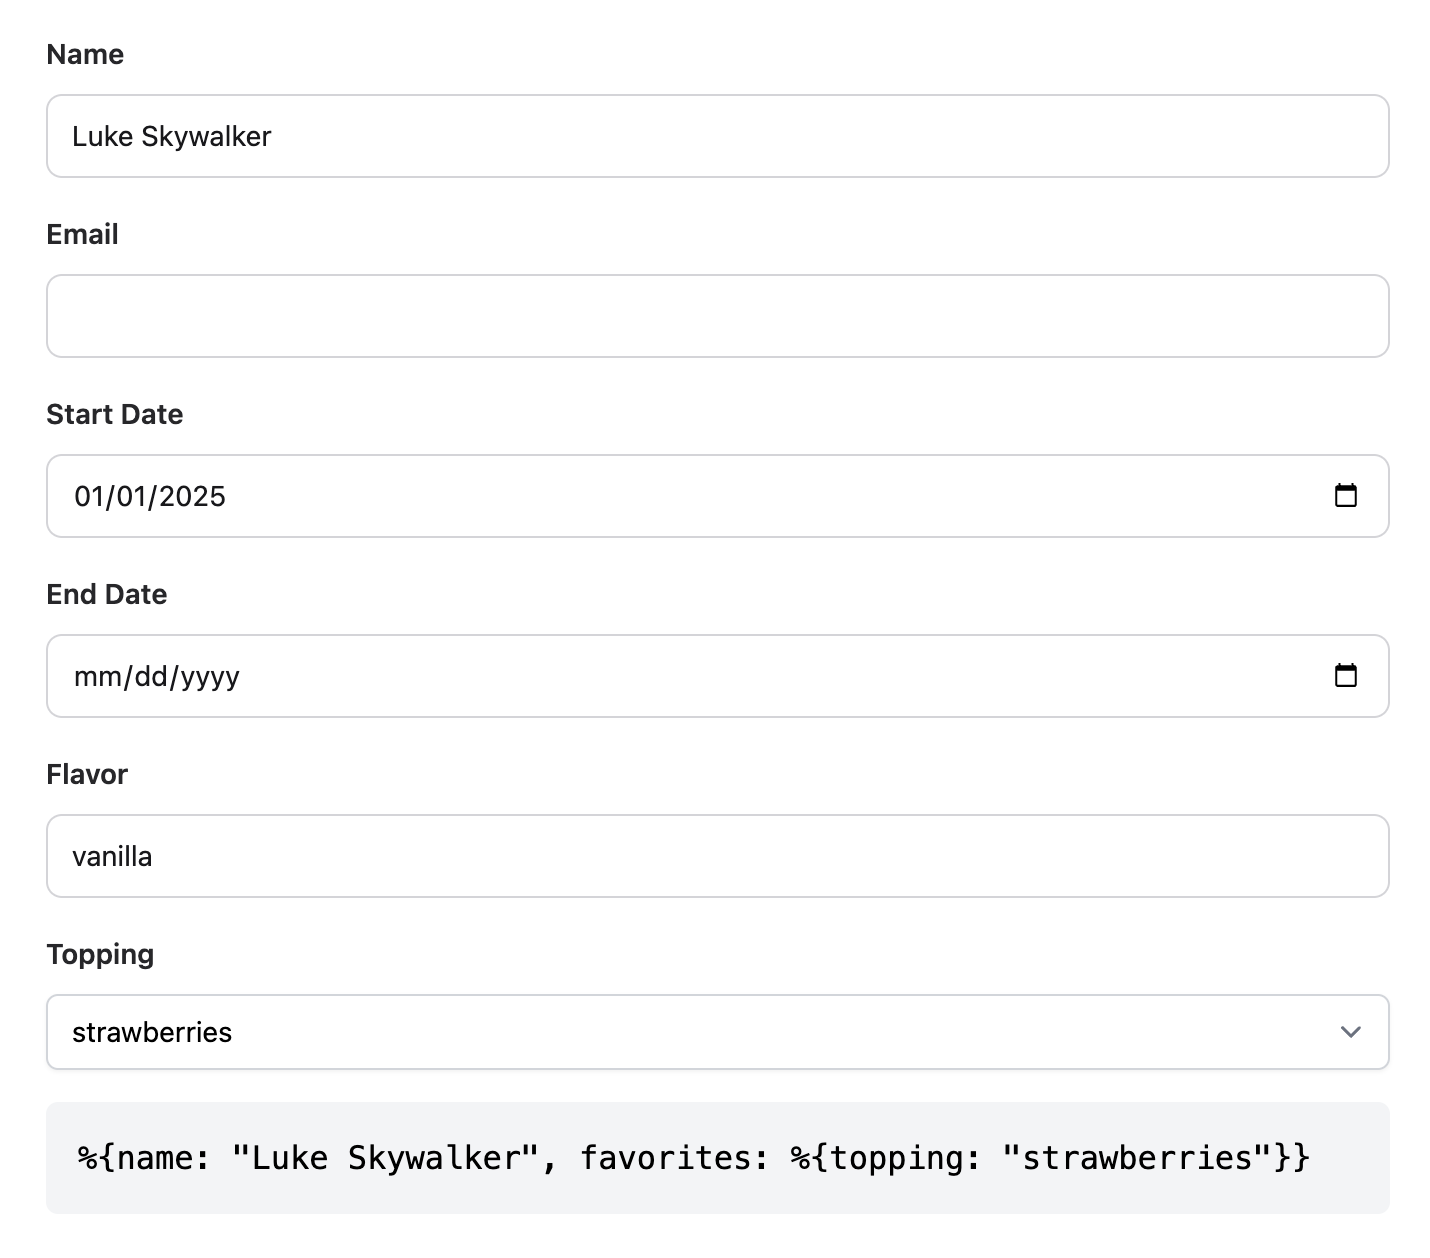 Name
Luke Skywalker
Email
Start Date
01/01/2025
End Date
mm/dd/yyyy
Flavor
vanilla
Topping
strawberries
%{name: "Luke Skywalker", favorites: %{topping: "strawberries"}}